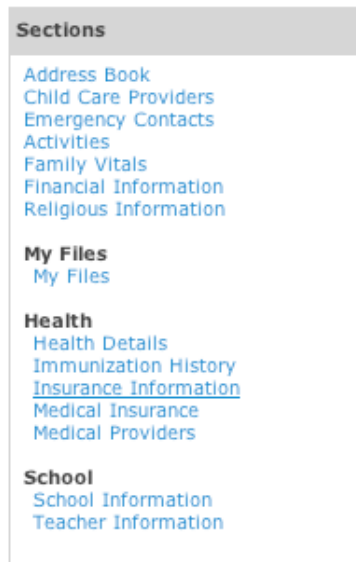 Sections
Address Book
Child Care Providers
Emergency Contacts
Activities
Family Vitals
Financial Information
Religious Information
My Files
My Files
Health
Health Details
Immunization History
Insurance Information
Medical Insurance
Medical Providers
School
School Information
Teacher Information